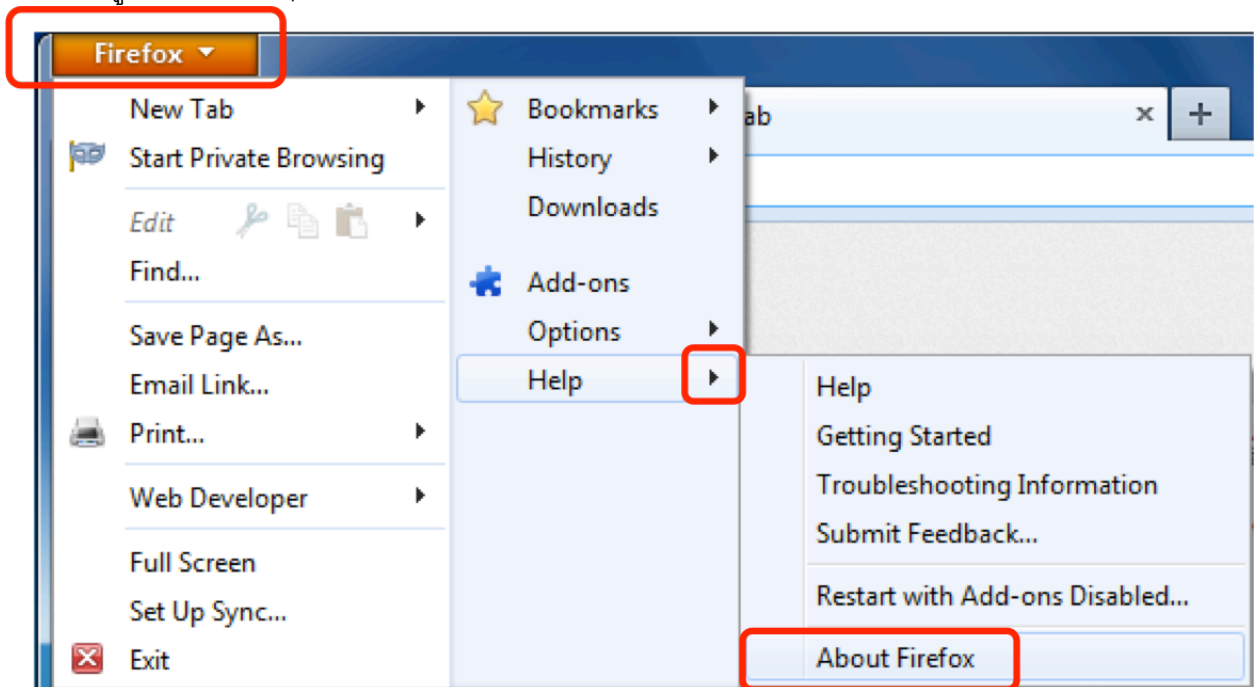 Firefox
New Tab
Start Private Browsing
Edit
Find...
Save Page As...
Email Link...
Print...
Web Developer
Full Screen
Set Up Sync...
Exit
Bookmarks
History
Downloads
Add-ons
Options
Help
ab
Help
Getting Started
Troubleshooting Information
Submit Feedback...
Restart with Add-ons Disabled...
About Firefox